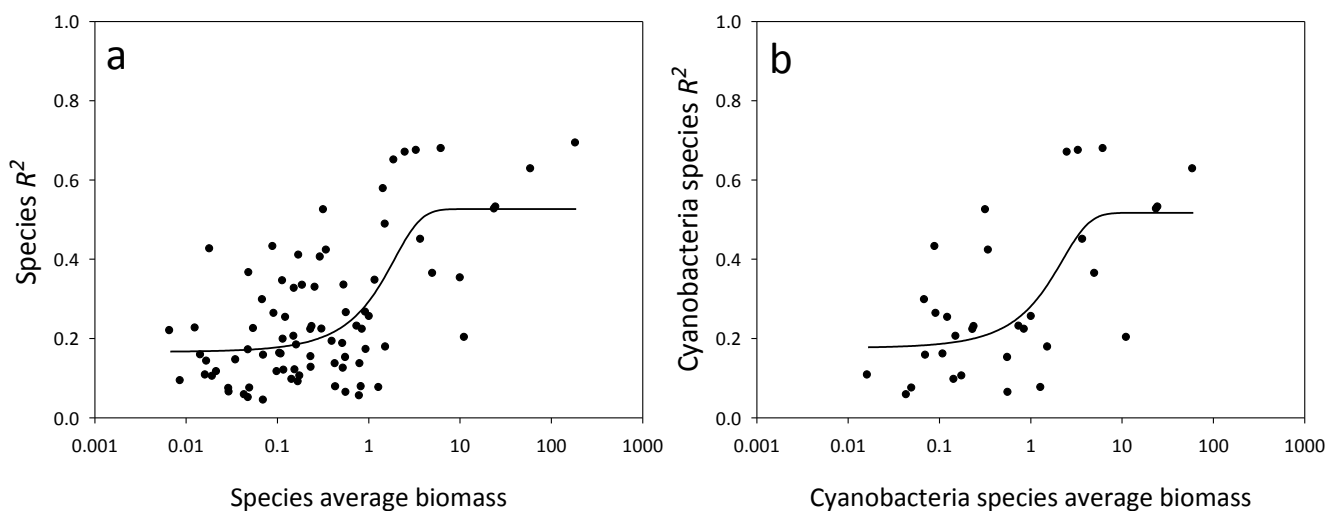 a
Species R²
1.0
0.8
0.6
0.4
0.2
0.0
0.001 0.01 0.1 1 10 100 1000
Species average biomass
b
Cyanobacteria species R²
1.0
0.8
0.6
0.4
0.2
0.0
0.001 0.01 0.1 1 10 100 1000
Cyanobacteria species average biomass